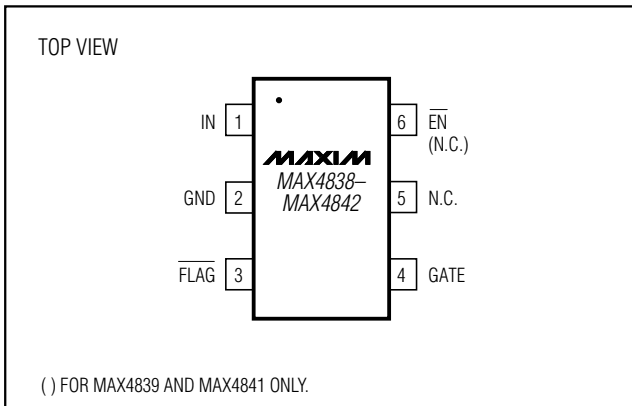 TOP VIEW
IN 1
6 EN
(N.C.)
MAXIM
MAX4838–
MAX4842
GND 2
5 N.C.
FLAG 3
4 GATE
( ) FOR MAX4839 AND MAX4841 ONLY.